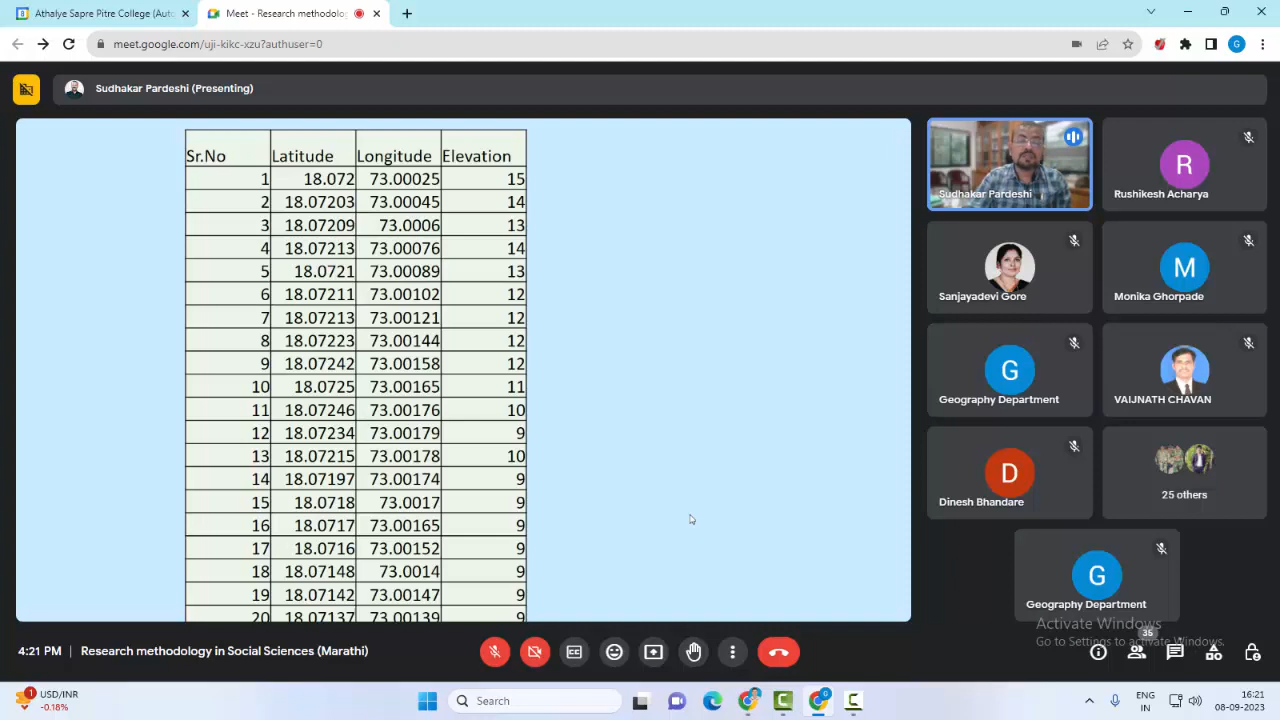 Athalye Sapre Pitre College (Auto
Meet - Research methodolo
meet.google.com/uji-kikc-xzu?authuser=0
G
Sudhakar Pardeshi (Presenting)
Sr.No Latitude Longitude Elevation
1 18.072 73.00025 15
2 18.07203 73.00045 14
3 18.07209 73.0006 13
4 18.07213 73.00076 14
5 18.0721 73.00089 13
6 18.07211 73.00102 12
7 18.07213 73.00121 12
8 18.07223 73.00144 12
9 18.07242 73.00158 12
10 18.0725 73.00165 11
11 18.07246 73.00176 10
12 18.07234 73.00179 9
13 18.07215 73.00178 10
14 18.07197 73.00174 9
15 18.0718 73.0017 9
16 18.0717 73.00165 9
17 18.0716 73.00152 9
18 18.07148 73.0014 9
19 18.07142 73.00147 9
20 18.07137 73.00139 9
Sudhakar Pardeshi
R
Rushikesh Acharya
Sanjayadevi Gore
M
Monika Ghorpade
G
Geography Department
VAIJNATH CHAVAN
D
Dinesh Bhandare
25 others
G
Geography Department
Activate Windows
Go to Settings to activate Windows.
35
4:21 PM | Research methodology in Social Sciences (Marathi)
1
USD/INR
-0.18%
Search
G
ENG
IN
16:21
08-09-2023